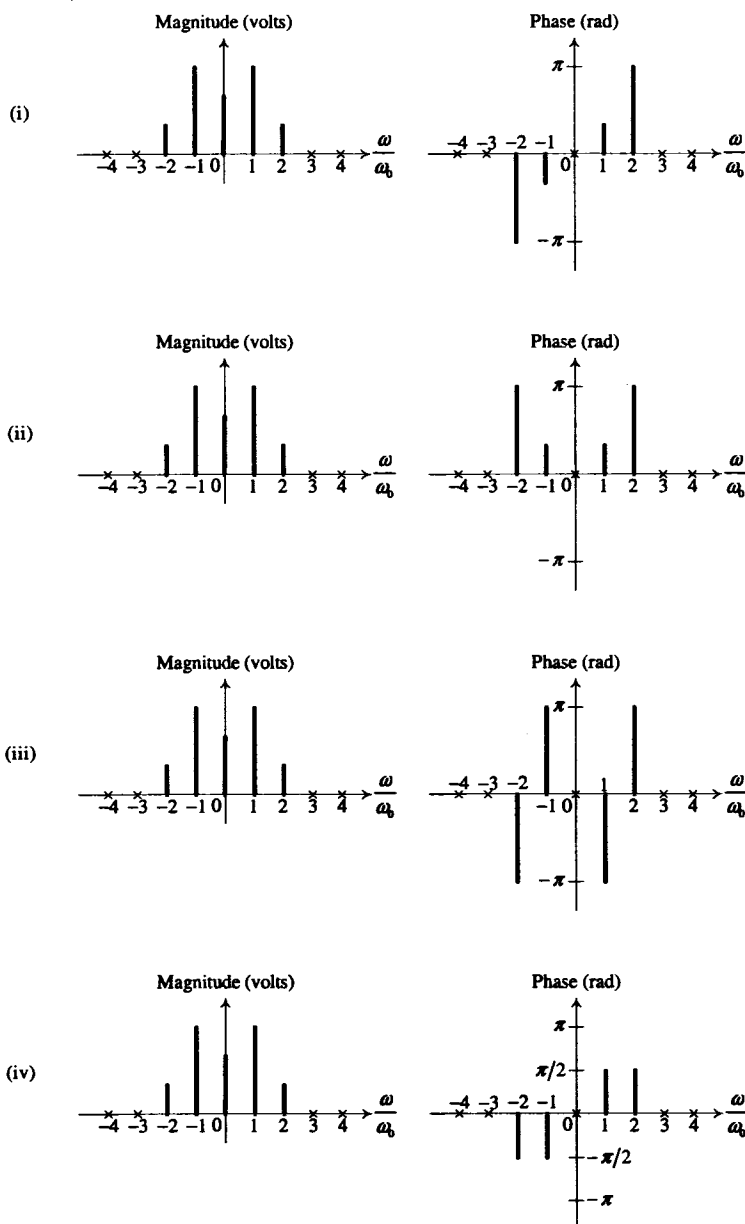 Magnitude (volts) Phase (rad)
(i)
π
ω
ω₀
−4 −3 −2 −1 0 1 2 3 4
−4 −3 −2 −1
0 1 2 3 4
ω
ω₀
−π
Magnitude (volts) Phase (rad)
(ii)
π
ω
ω₀
−4 −3 −2 −1 0 1 2 3 4
−4 −3 −2 −1 0 1 2 3 4
ω
ω₀
−π
Magnitude (volts) Phase (rad)
(iii)
π
ω
ω₀
−4 −3 −2 −1 0 1 2 3 4
−4 −3 −2 1
−1 0 2 3 4
ω
ω₀
−π
Magnitude (volts) Phase (rad)
(iv)
π
π/2
ω
ω₀
−4 −3 −2 −1 0 1 2 3 4
−4 −3 −2 −1
0 1 2 3 4
ω
ω₀
−π/2
−π